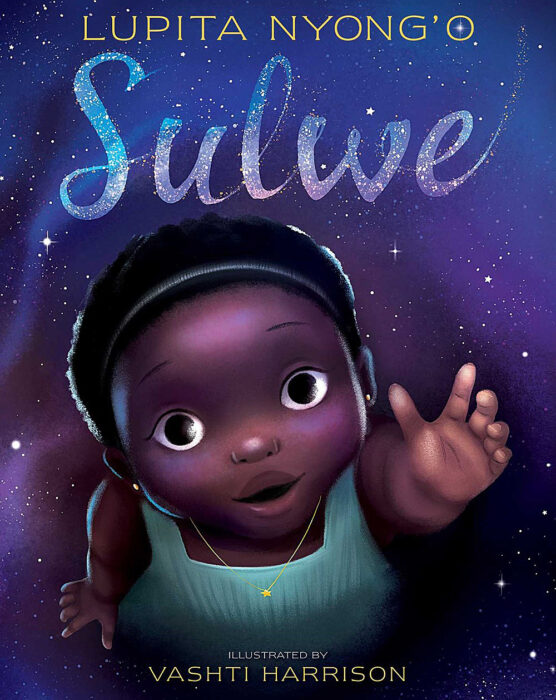 LUPITA NYONG'O
Sulwe
ILLUSTRATED BY
VASHTI HARRISON